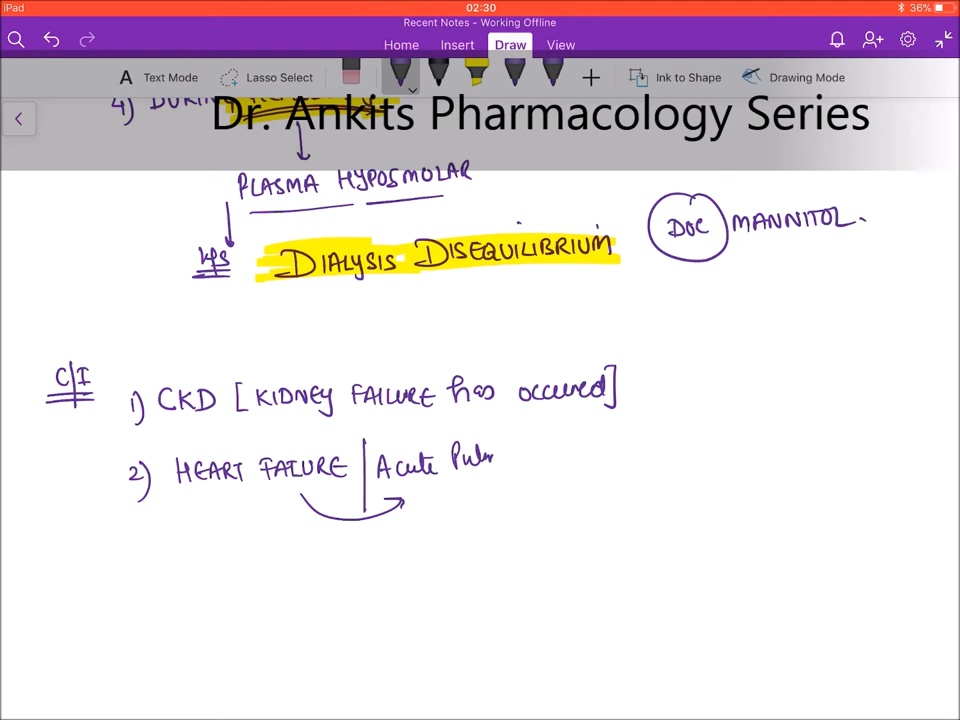 iPad 02:30 36%
Recent Notes - Working Offline
Home Insert Draw View
A Text Mode Lasso Select Ink to Shape Drawing Mode
4) DURING
Dr. Ankits Pharmacology Series
PLASMA HYPOSMOLAR
DIALYSIS DISEQUILIBRIUM DOC MANNITOL.
C/I
1) CKD [KIDNEY FAILURE has occured]
2) HEART FAILURE | Acute Pulm